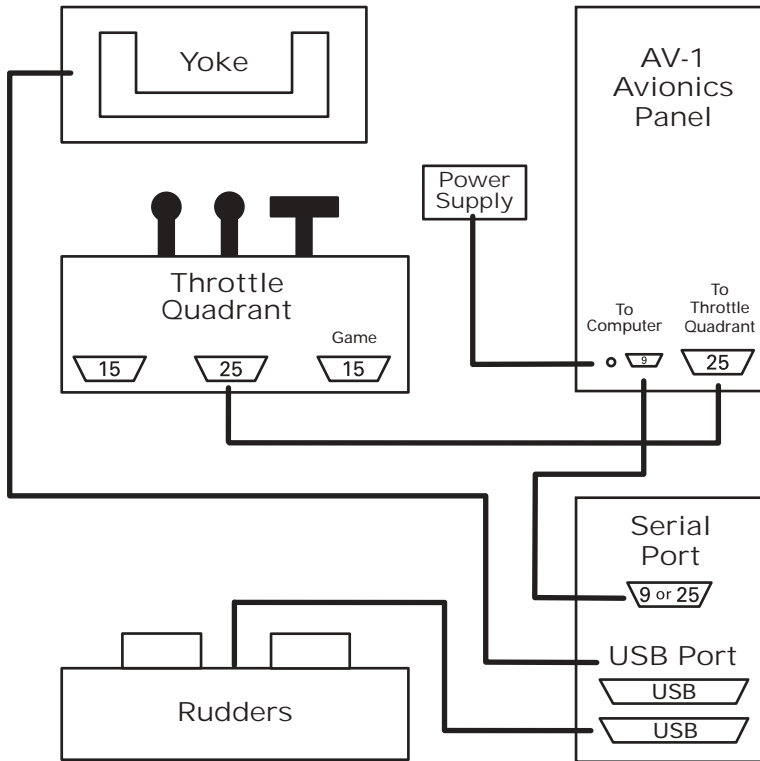 Yoke
AV-1
Avionics
Panel
Power
Supply
Throttle
Quadrant
Game
15
25
15
To
Computer
To
Throttle
Quadrant
9
25
Serial
Port
9 or 25
USB Port
USB
USB
Rudders